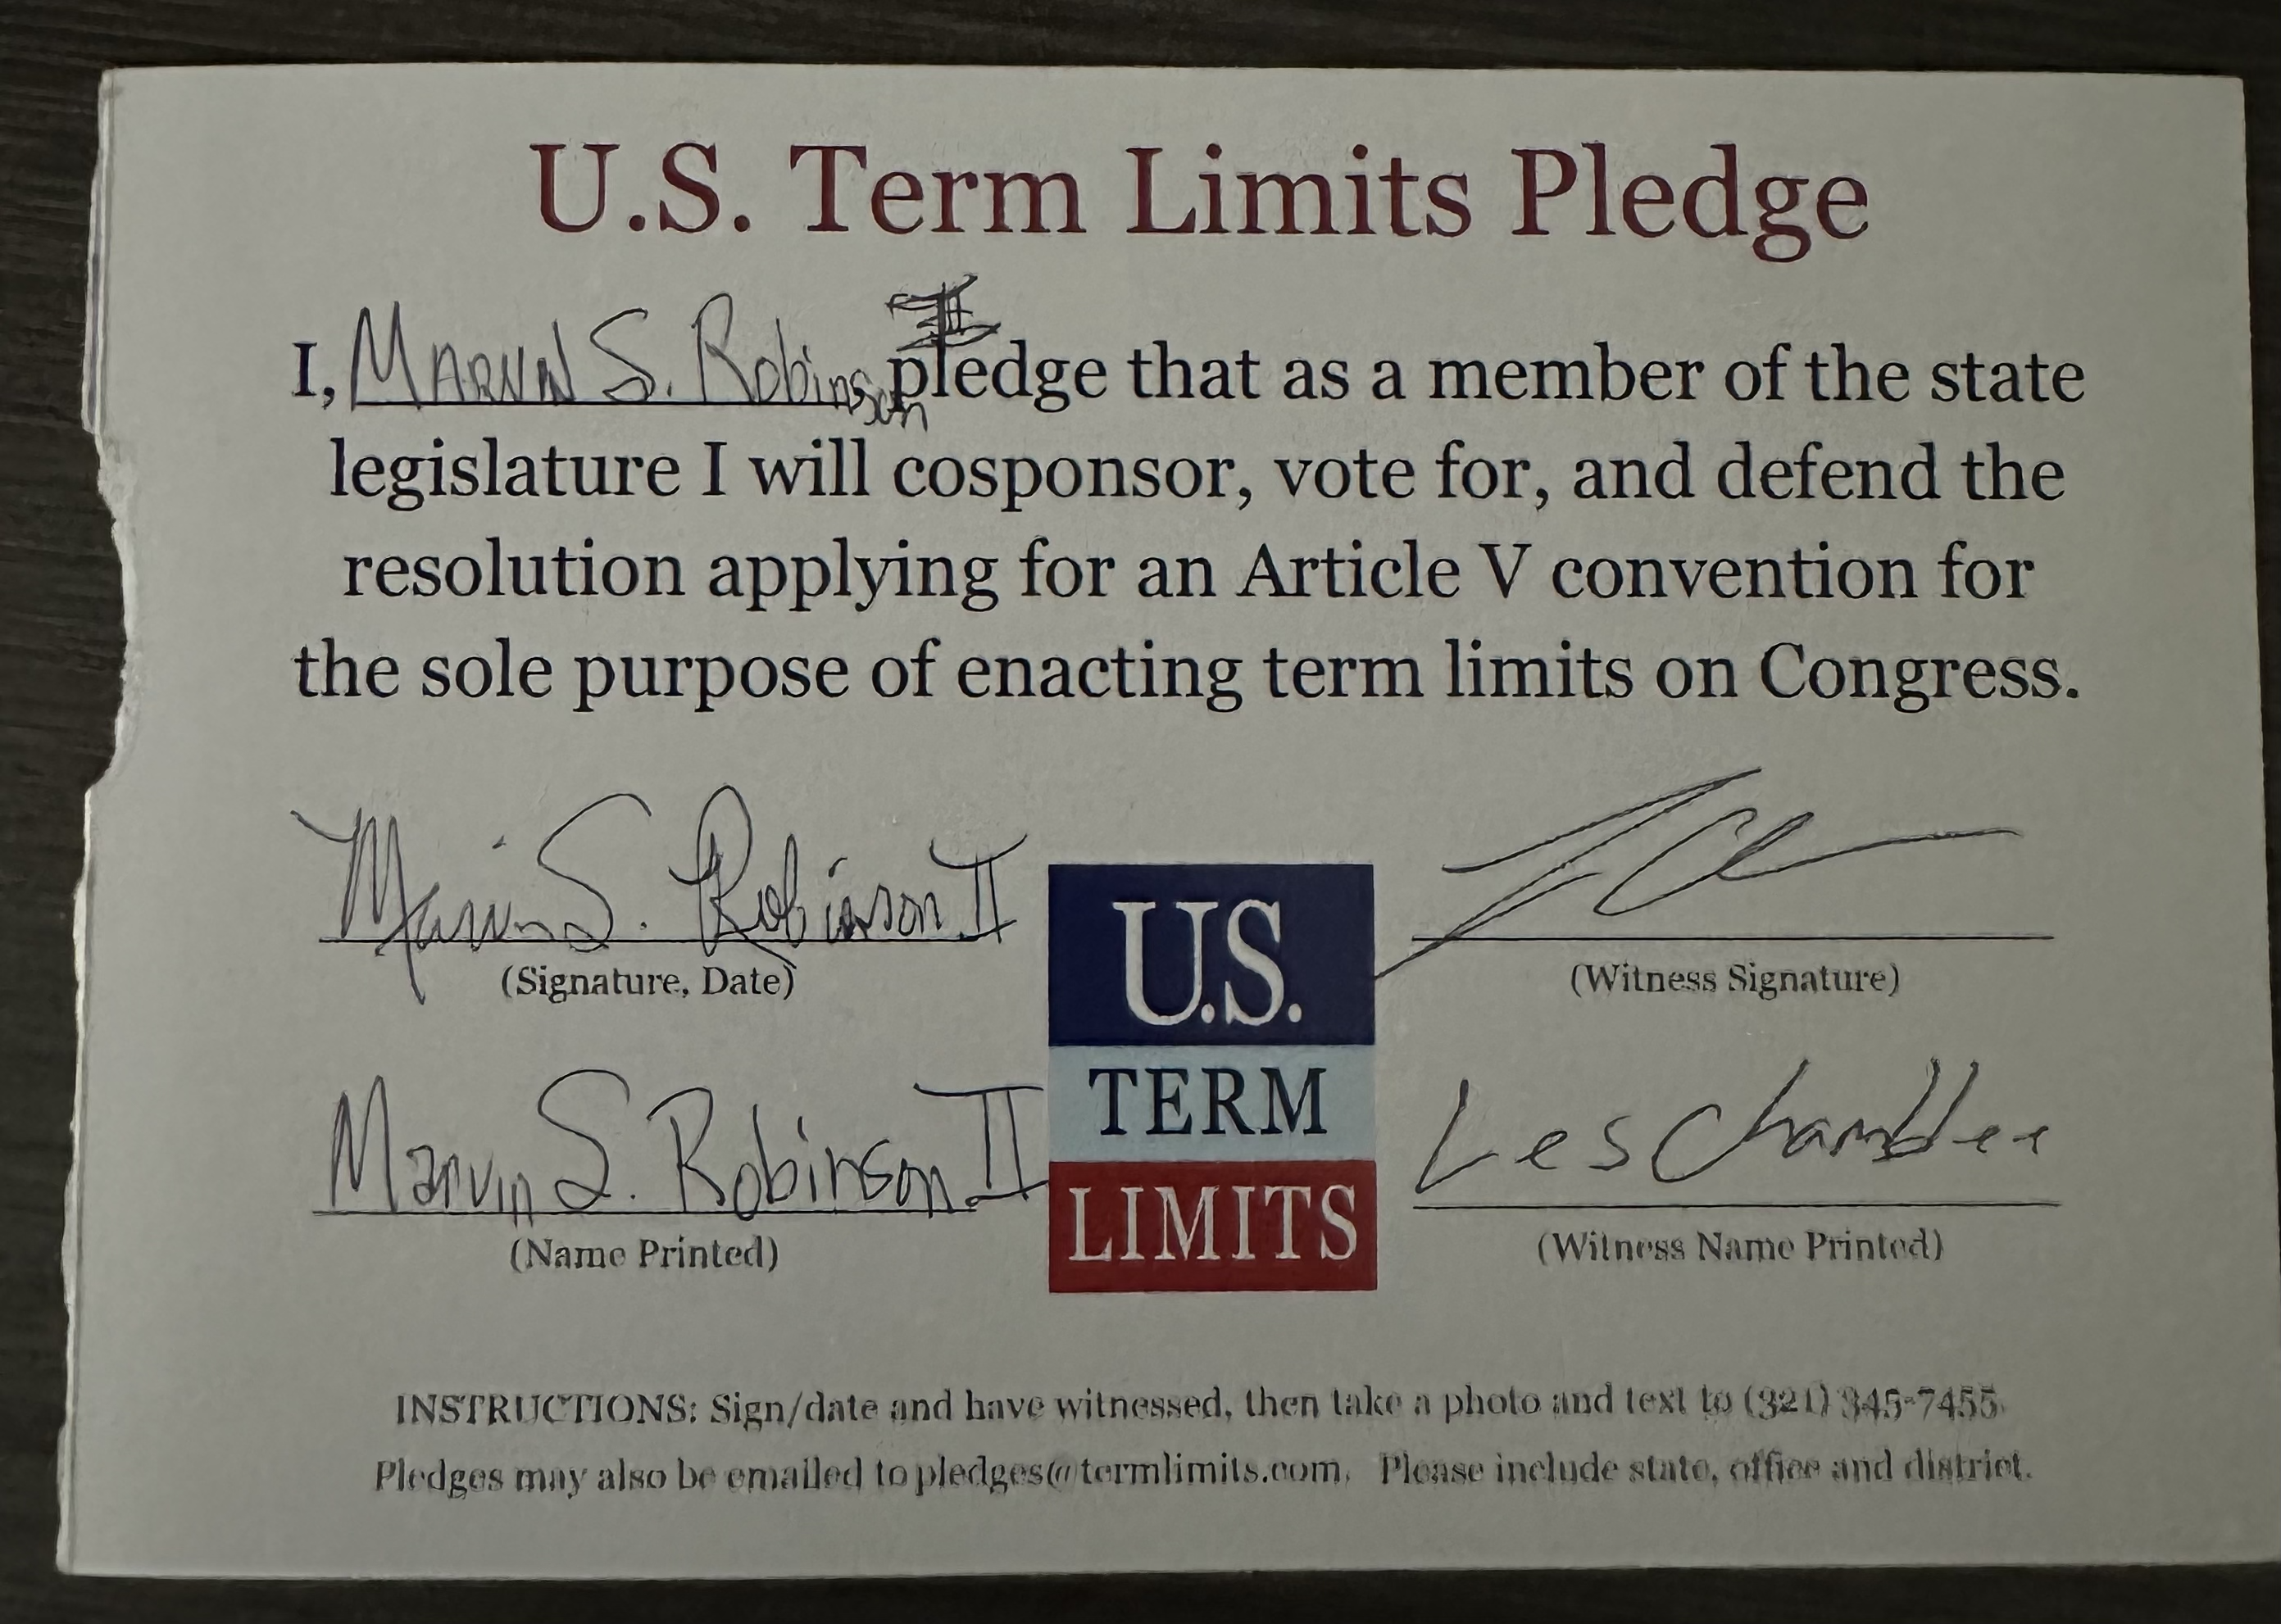 U.S. Term Limits Pledge
I, Marvin S. Robinson II pledge that as a member of the state
legislature I will cosponsor, vote for, and defend the
resolution applying for an Article V convention for
the sole purpose of enacting term limits on Congress.
Marvin S. Robinson II
(Signature, Date)
(Witness Signature)
U.S.
TERM
LIMITS
Marvin S. Robinson II
(Name Printed)
Les Chamblee
(Witness Name Printed)
INSTRUCTIONS: Sign/date and have witnessed, then take a photo and text to (321) 345-7455.
Pledges may also be emailed to pledges@termlimits.com. Please include state, office and district.